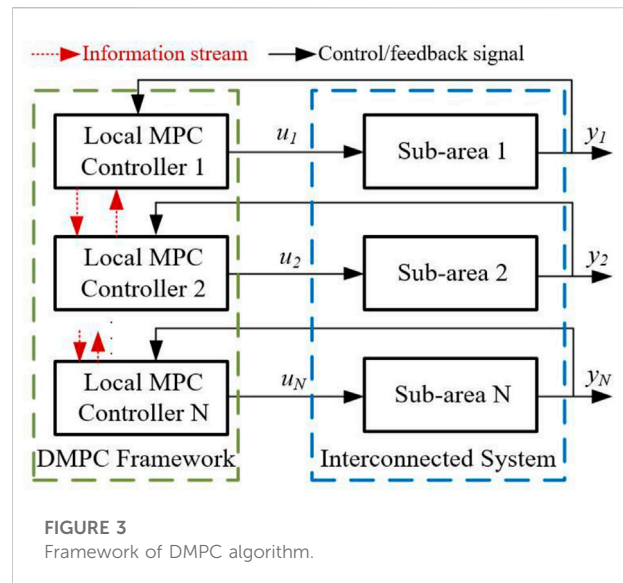 Information stream Control/feedback signal
Local MPC
Controller 1
u1
Sub-area 1
y1
Local MPC
Controller 2
u2
Sub-area 2
y2
Local MPC
Controller N
uN
Sub-area N
yN
DMPC Framework
Interconnected System
FIGURE 3
Framework of DMPC algorithm.